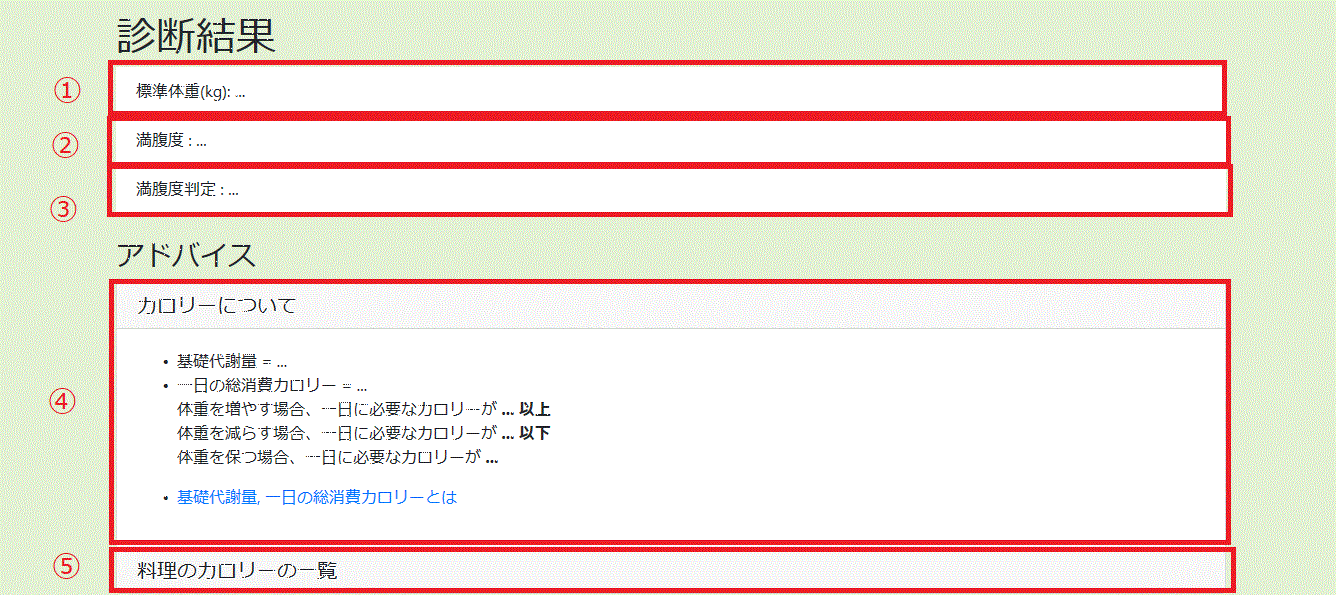 診断結果
① 標準体重(kg): ...
② 満腹度 : ...
③ 満腹度判定 : ...
アドバイス
カロリーについて
• 基礎代謝量 = ...
• 一日の総消費カロリー = ...
④ 体重を増やす場合、一日に必要なカロリーが ... 以上
体重を減らす場合、一日に必要なカロリーが ... 以下
体重を保つ場合、一日に必要なカロリーが ...
• 基礎代謝量, 一日の総消費カロリーとは
⑤ 料理のカロリーの一覧